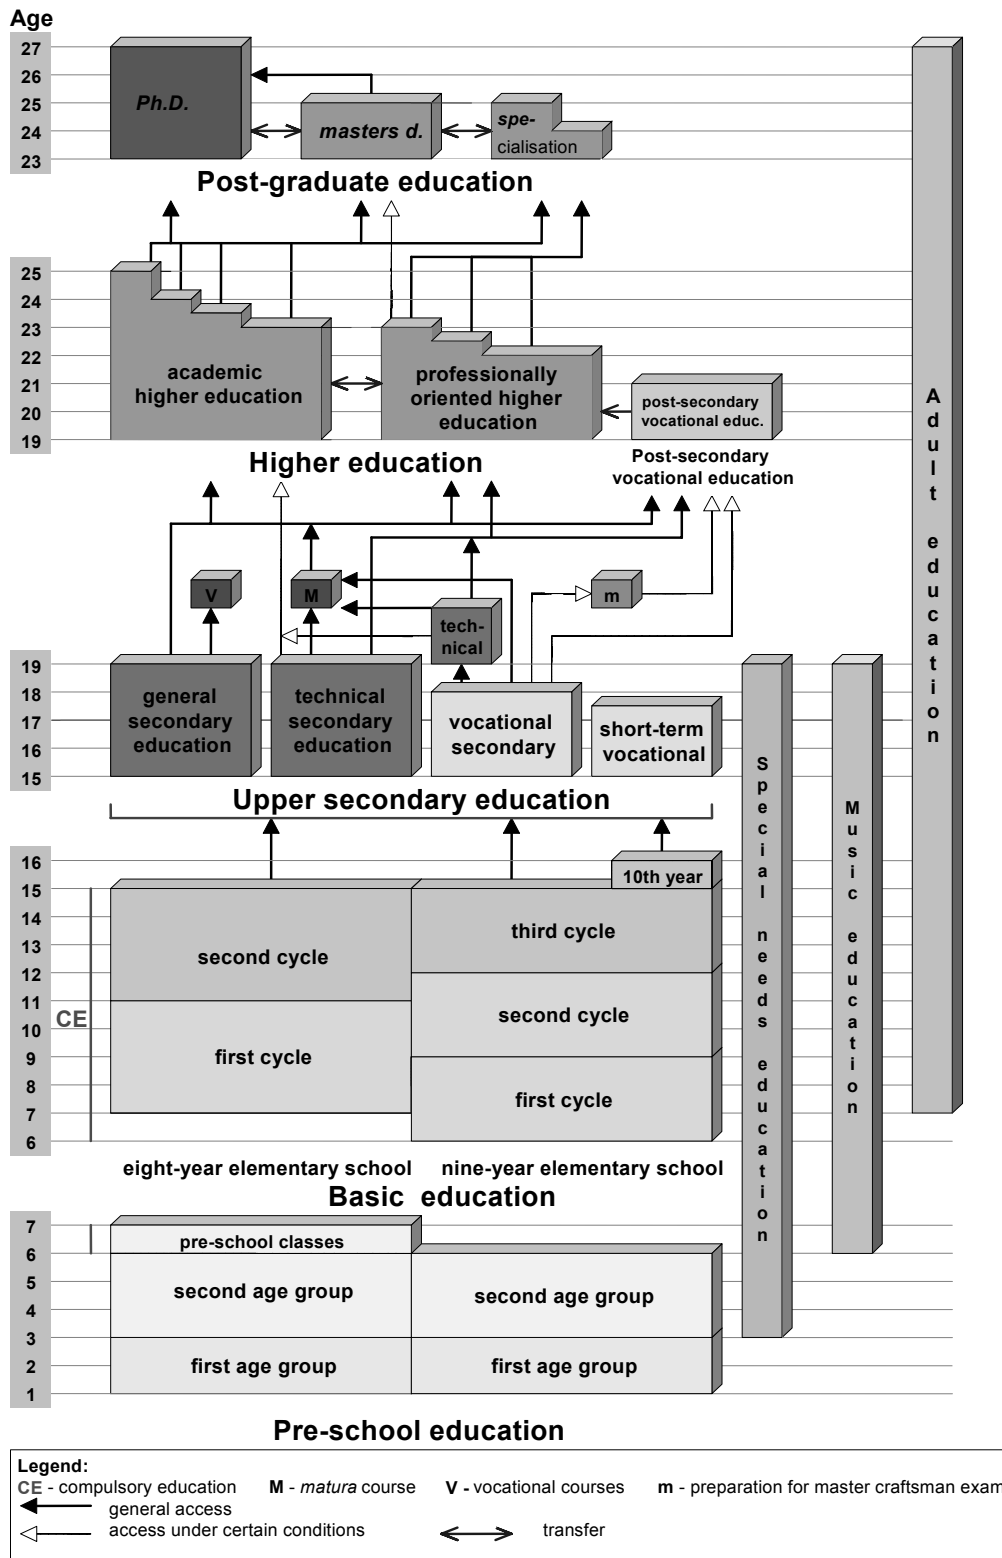 Age
27
26
25
24
23
Ph.D.
masters d.
spe-
cialisation
Post-graduate education
25
24
23
22
21
20
19
academic
higher education
professionally
oriented higher
education
post-secondary
vocational educ.
Higher education
Post-secondary
vocational education
V
M
m
tech-
nical
19
18
17
16
15
general
secondary
education
technical
secondary
education
vocational
secondary
short-term
vocational
Upper secondary education
16
15
14
13
12
11
10
9
8
7
6
CE
10th year
second cycle
first cycle
third cycle
second cycle
first cycle
eight-year elementary school
nine-year elementary school
Basic education
7
6
5
4
3
2
1
pre-school classes
second age group
first age group
second age group
first age group
Pre-school education
Special needs education
Music education
Adult education
Legend:
CE - compulsory education M - matura course V - vocational courses m - preparation for master craftsman exam
general access
access under certain conditions transfer